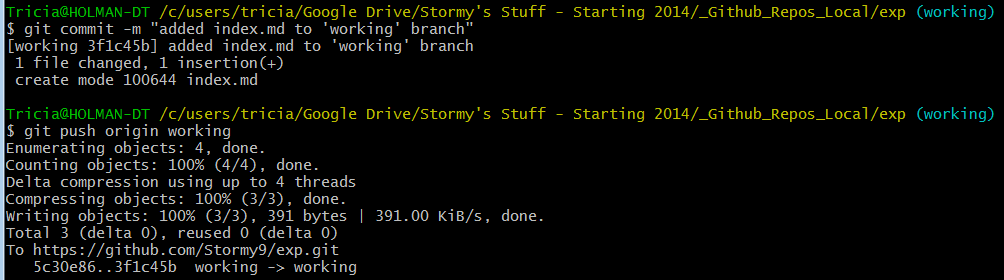 Tricia@HOLMAN-DT /c/users/tricia/Google Drive/Stormy's Stuff - Starting 2014/_Github_Repos_Local/exp (working)
$ git commit -m "added index.md to 'working' branch"
[working 3f1c45b] added index.md to 'working' branch
 1 file changed, 1 insertion(+)
 create mode 100644 index.md

Tricia@HOLMAN-DT /c/users/tricia/Google Drive/Stormy's Stuff - Starting 2014/_Github_Repos_Local/exp (working)
$ git push origin working
Enumerating objects: 4, done.
Counting objects: 100% (4/4), done.
Delta compression using up to 4 threads
Compressing objects: 100% (3/3), done.
Writing objects: 100% (3/3), 391 bytes | 391.00 KiB/s, done.
Total 3 (delta 0), reused 0 (delta 0)
To https://github.com/Stormy9/exp.git
   5c30e86..3f1c45b  working -> working